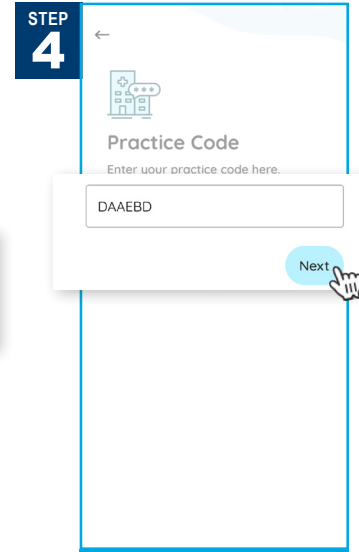 STEP
4
Practice Code
Enter your practice code here.
DAAEBD
Next